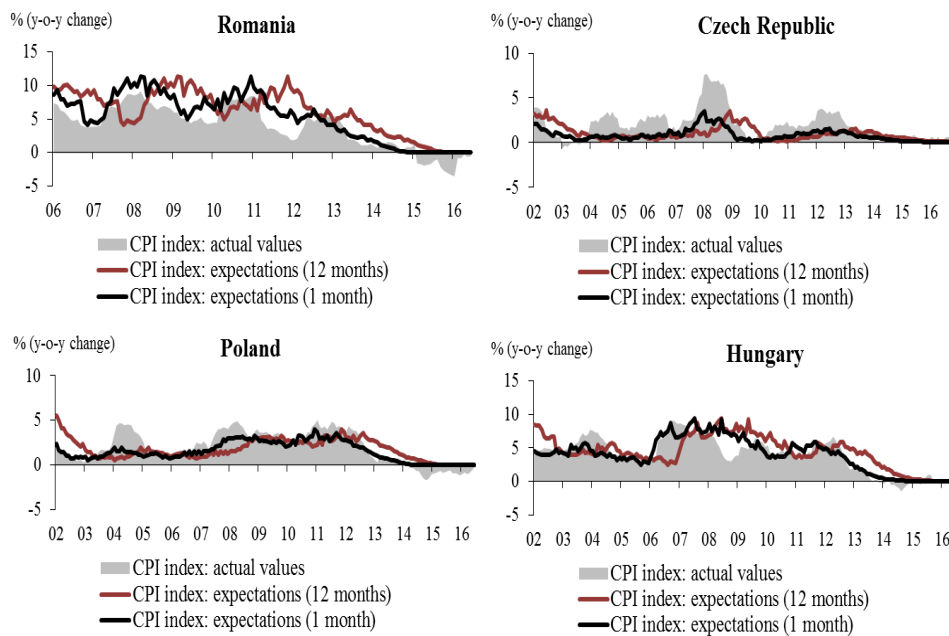 % (y-o-y change)
Romania
15
10
5
0
-5
06 07 08 09 10 11 12 13 14 15 16
CPI index: actual values
CPI index: expectations (12 months)
CPI index: expectations (1 month)
% (y-o-y change)
Czech Republic
10
5
0
-5
02 03 04 05 06 07 08 09 10 11 12 13 14 15 16
CPI index: actual values
CPI index: expectations (12 months)
CPI index: expectations (1 month)
% (y-o-y change)
Poland
10
5
0
-5
02 03 04 05 06 07 08 09 10 11 12 13 14 15 16
CPI index: actual values
CPI index: expectations (12 months)
CPI index: expectations (1 month)
% (y-o-y change)
Hungary
15
10
5
0
-5
02 03 04 05 06 07 08 09 10 11 12 13 14 15 16
CPI index: actual values
CPI index: expectations (12 months)
CPI index: expectations (1 month)